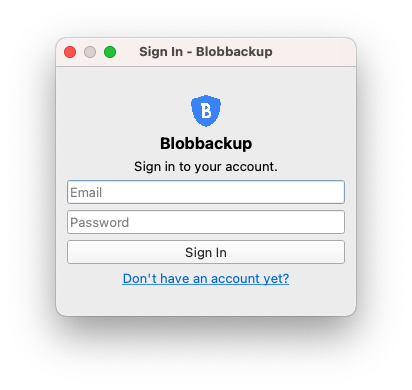 Sign In - Blobbackup
B
Blobbackup
Sign in to your account.
Email
Password
Sign In
Don't have an account yet?